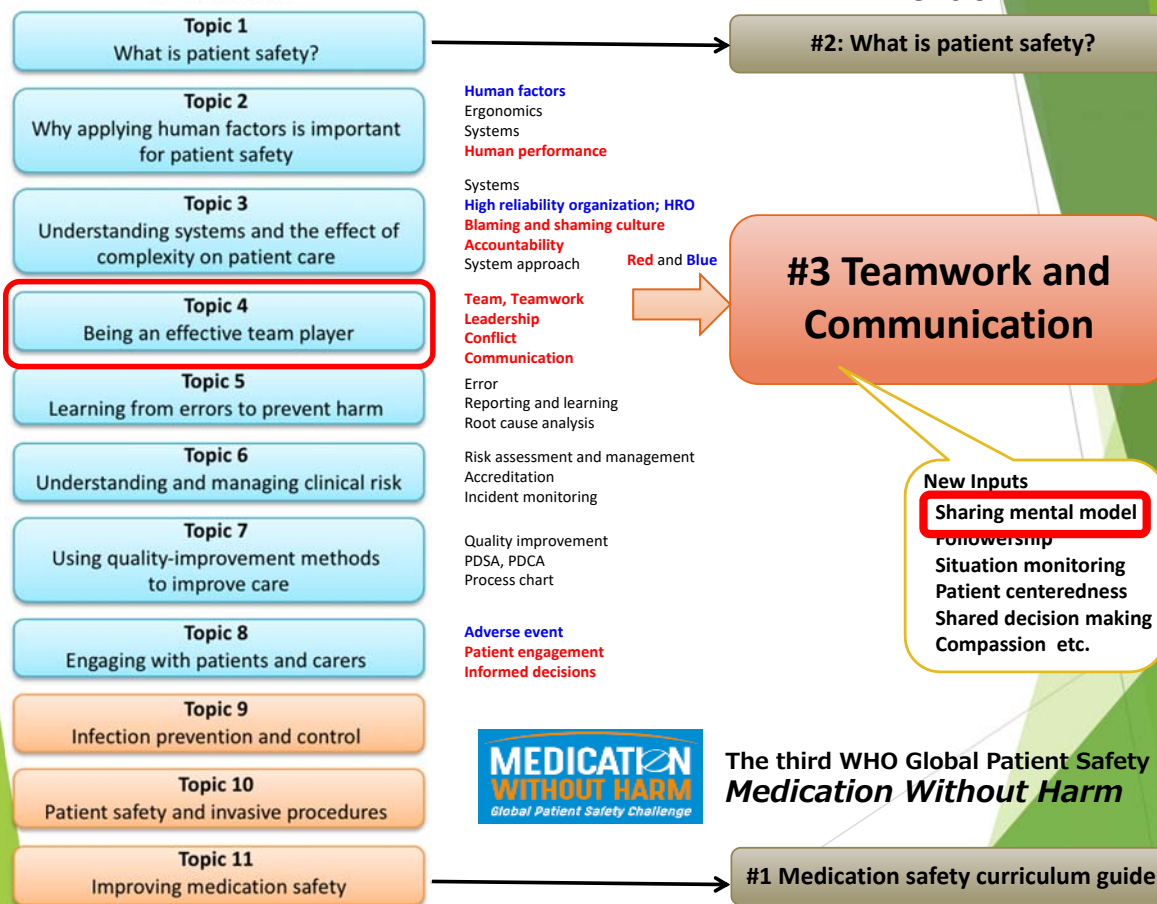 Topic 1
What is patient safety?
Topic 2
Why applying human factors is important
for patient safety
Topic 3
Understanding systems and the effect of
complexity on patient care
Topic 4
Being an effective team player
Topic 5
Learning from errors to prevent harm
Topic 6
Understanding and managing clinical risk
Topic 7
Using quality-improvement methods
to improve care
Topic 8
Engaging with patients and carers
Topic 9
Infection prevention and control
Topic 10
Patient safety and invasive procedures
Topic 11
Improving medication safety
Human factors
Ergonomics
Systems
Human performance
Systems
High reliability organization; HRO
Blaming and shaming culture
Accountability
System approach
Red and Blue
Team, Teamwork
Leadership
Conflict
Communication
Error
Reporting and learning
Root cause analysis
Risk assessment and management
Accreditation
Incident monitoring
Quality improvement
PDSA, PDCA
Process chart
Adverse event
Patient engagement
Informed decisions
MEDICATION
WITHOUT HARM
Global Patient Safety Challenge
#2: What is patient safety?
#3 Teamwork and
Communication
New Inputs
Sharing mental model
Followership
Situation monitoring
Patient centeredness
Shared decision making
Compassion etc.
The third WHO Global Patient Safety
Medication Without Harm
#1 Medication safety curriculum guide